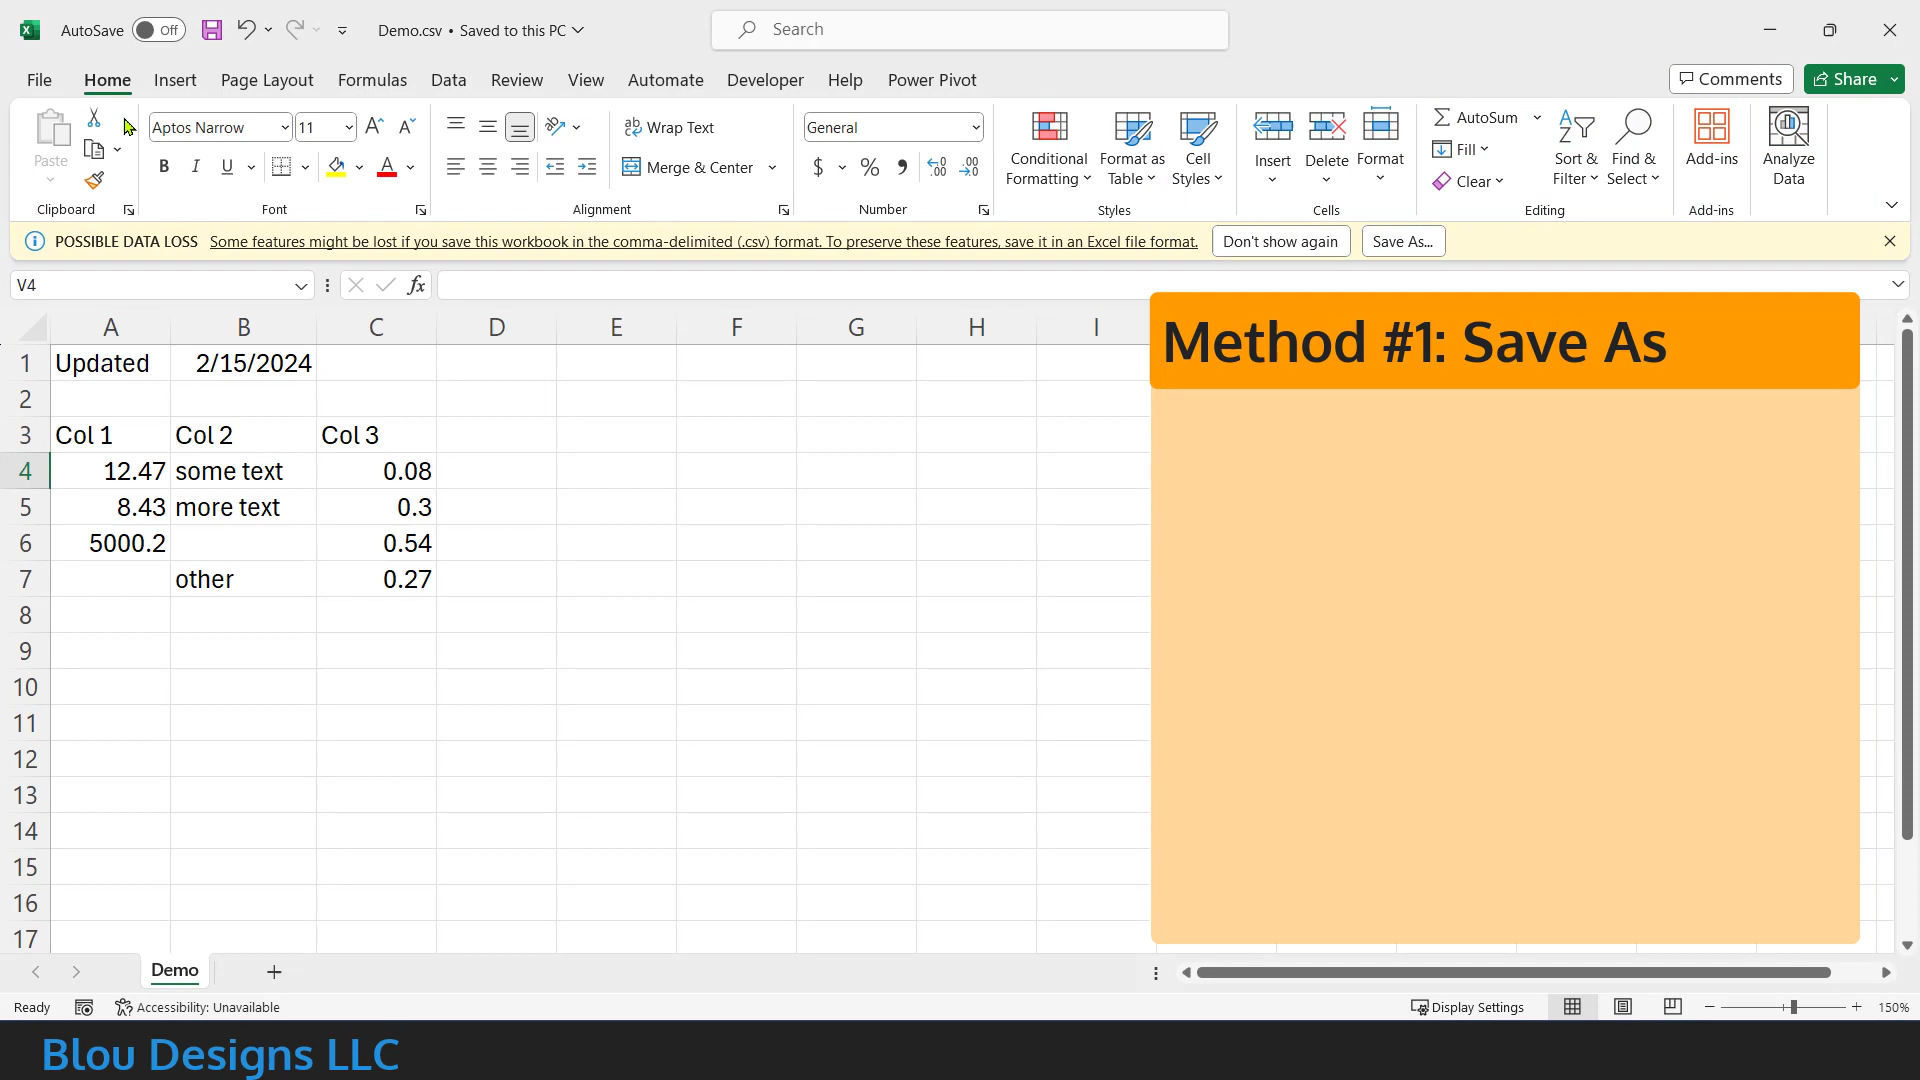 AutoSave Off Demo.csv • Saved to this PC Search
File Home Insert Page Layout Formulas Data Review View Automate Developer Help Power Pivot Comments Share
Paste Aptos Narrow 11 Wrap Text General Conditional Formatting Format as Table Cell Styles Insert Delete Format AutoSum Sort & Filter Find & Select Add-ins Analyze Data
B I U Merge & Center $ % Fill
Clear
Clipboard Font Alignment Number Styles Cells Editing Add-ins
POSSIBLE DATA LOSS Some features might be lost if you save this workbook in the comma-delimited (.csv) format. To preserve these features, save it in an Excel file format. Don't show again Save As...
V4 fx
A B C D E F G H I
Method #1: Save As
1 Updated 2/15/2024
2
3 Col 1 Col 2 Col 3
4 12.47 some text 0.08
5 8.43 more text 0.3
6 5000.2 0.54
7 other 0.27
8
9
10
11
12
13
14
15
16
17
Demo
Ready Accessibility: Unavailable Display Settings 150%
Blou Designs LLC